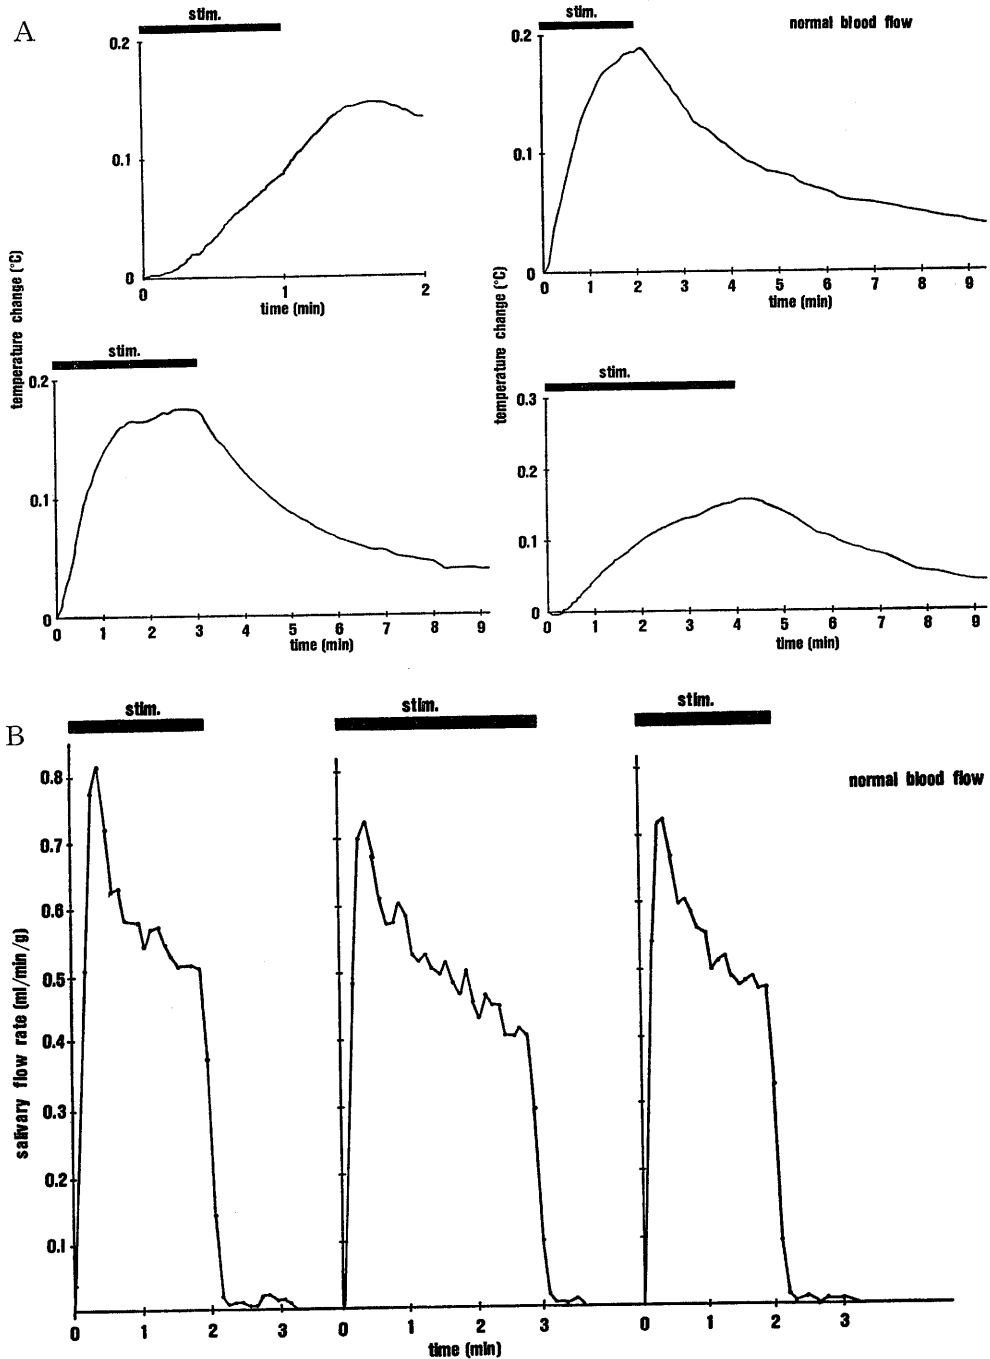 A
stim.
0.2
0.1
0
0 1 2
time (min)
stim.
normal blood flow
0.2
0.1
0
0 1 2 3 4 5 6 7 8 9
time (min)
temperature change (°C)
stim.
0.2
0.1
0
0 1 2 3 4 5 6 7 8 9
time (min)
temperature change (°C)
stim.
0.3
0.2
0.1
0
0 1 2 3 4 5 6 7 8 9
time (min)
B
stim.
stim.
stim.
normal blood flow
salivary flow rate (ml/min/g)
0.8
0.7
0.6
0.5
0.4
0.3
0.2
0.1
0 1 2 3
0 1 2 3
0 1 2 3
time (min)